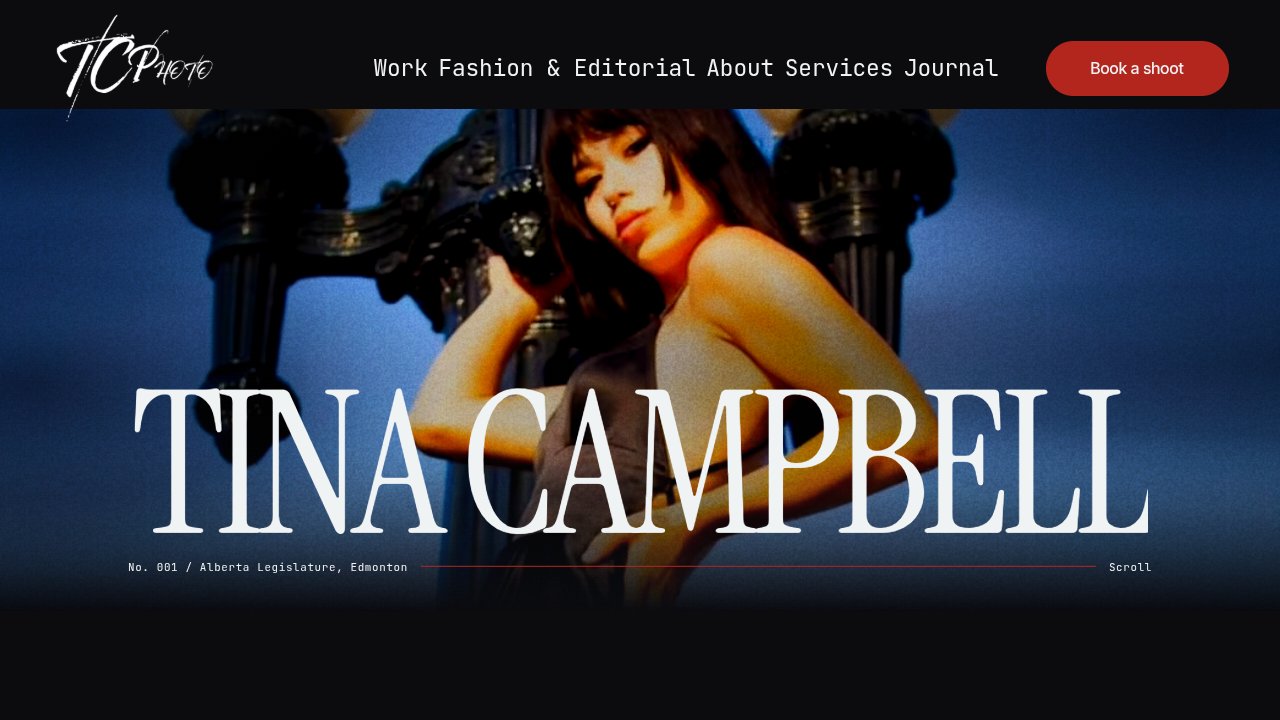 TCPHOTO
Work Fashion & Editorial About Services Journal
Book a shoot
TINA CAMPBELL
No. 001 / Alberta Legislature, Edmonton
Scroll